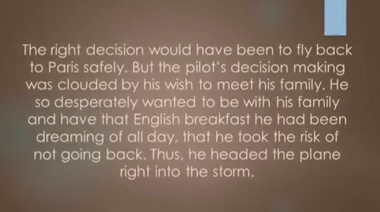 The right decision would have been to fly back
to Paris safely. But the pilot's decision making
was clouded by his wish to meet his family. He
so desperately wanted to be with his family
and have that English breakfast he had been
dreaming of all day, that he took the risk of
not going back. Thus, he headed the plane
right into the storm.